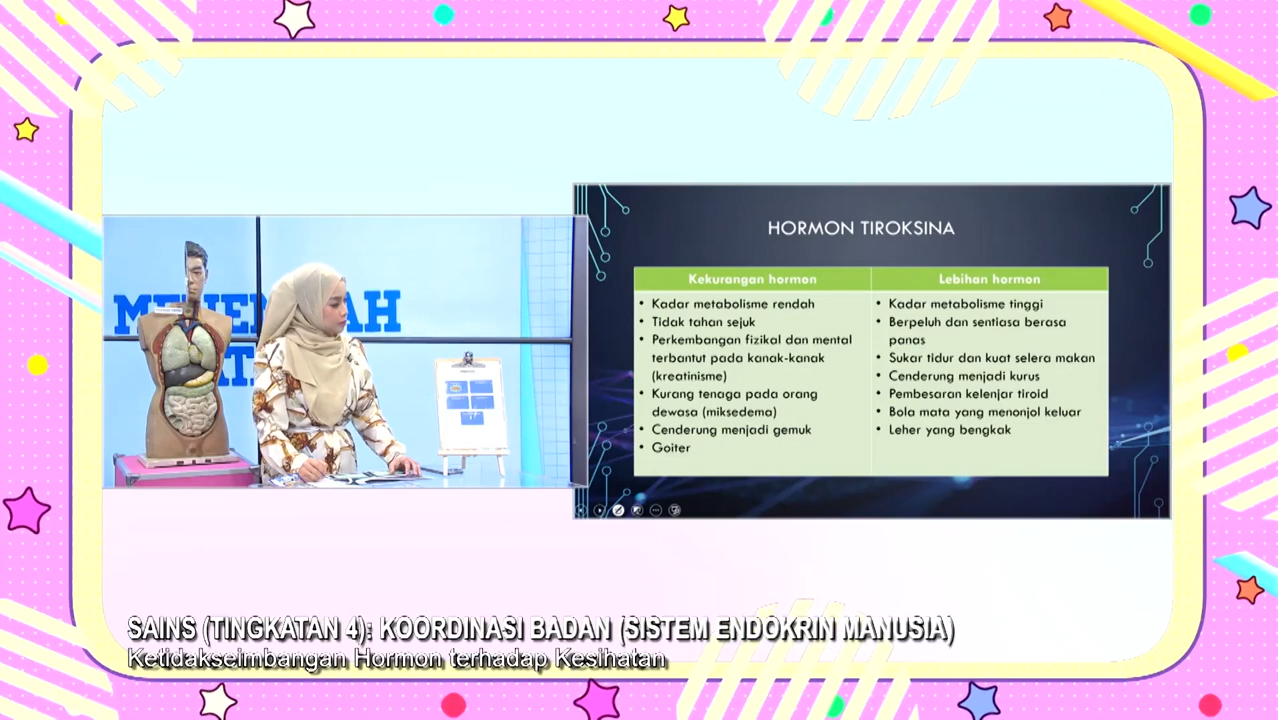 HORMON TIROKSINA
Kekurangan hormon
Kadar metabolisme rendah
Tidak tahan sejuk
Perkembangan fizikal dan mental
terbantut pada kanak-kanak
(kreatinisme)
Kurang tenaga pada orang
dewasa (miksedema)
Cenderung menjadi gemuk
Goiter
Lebihan hormon
Kadar metabolisme tinggi
Berpeluh dan sentiasa berasa
panas
Sukar tidur dan kuat selera makan
Cenderung menjadi kurus
Pembesaran kelenjar tiroid
Bola mata yang menonjol keluar
Leher yang bengkak
SAINS (TINGKATAN 4): KOORDINASI BADAN (SISTEM ENDOKRIN MANUSIA)
Ketidakseimbangan Hormon terhadap Kesihatan